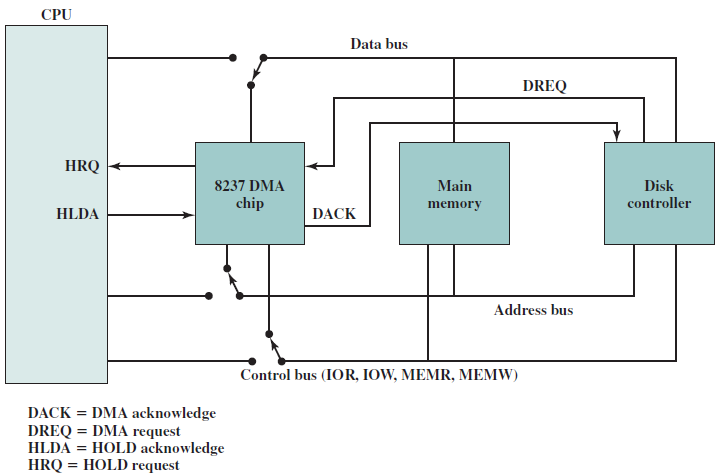 CPU
Data bus
DREQ
HRQ
8237 DMA
chip
Main
memory
Disk
controller
HLDA
DACK
Address bus
Control bus (IOR, IOW, MEMR, MEMW)
DACK = DMA acknowledge
DREQ = DMA request
HLDA = HOLD acknowledge
HRQ = HOLD request